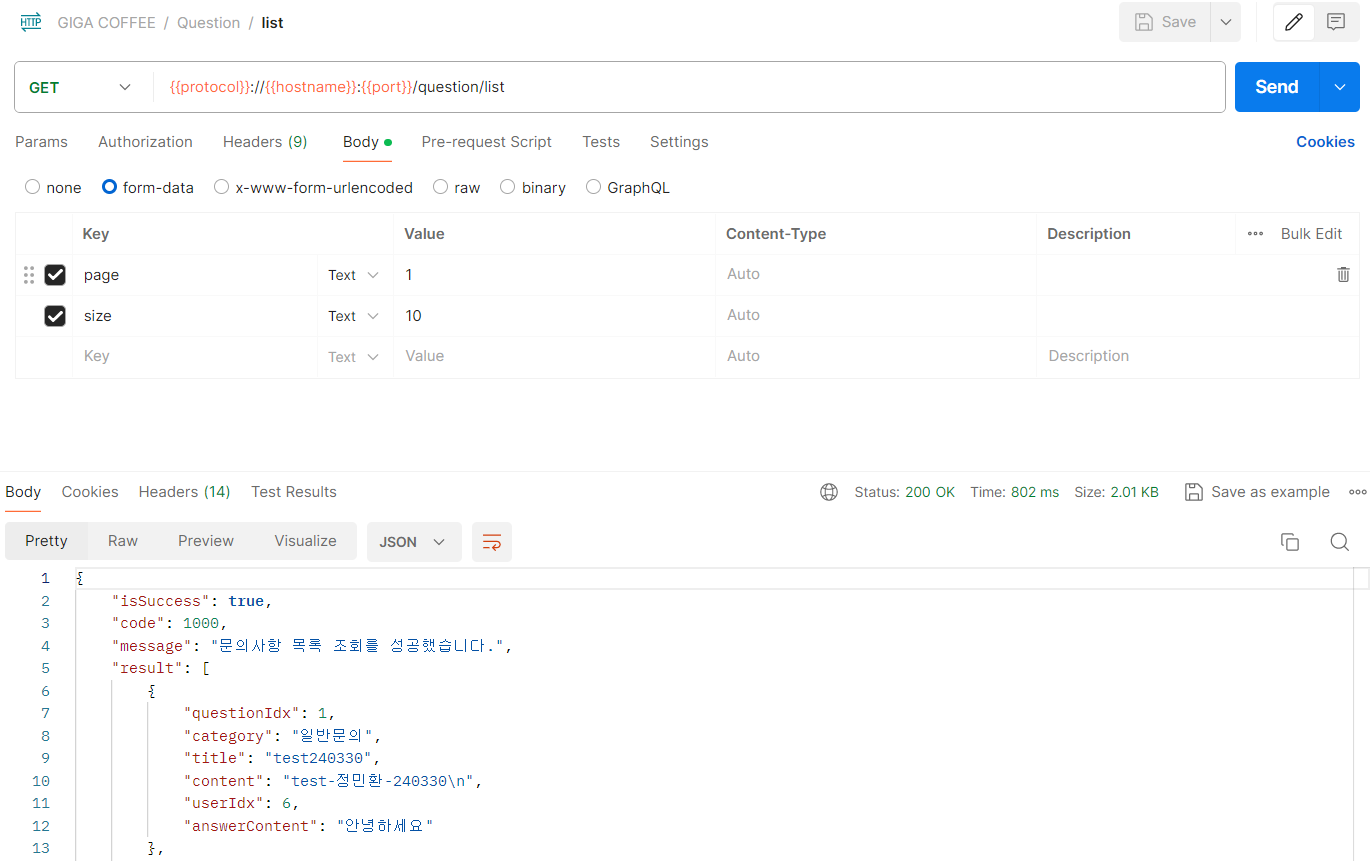 HTTP GIGA COFFEE / Question / list Save
GET {{protocol}}://{{hostname}}:{{port}}/question/list Send
Params Authorization Headers (9) Body Pre-request Script Tests Settings Cookies
none form-data x-www-form-urlencoded raw binary GraphQL
Key Value Content-Type Description Bulk Edit
page Text 1 Auto
size Text 10 Auto
Key Text Value Auto Description
Body Cookies Headers (14) Test Results Status: 200 OK Time: 802 ms Size: 2.01 KB Save as example
Pretty Raw Preview Visualize JSON
1 {
2 "isSuccess": true,
3 "code": 1000,
4 "message": "문의사항 목록 조회를 성공했습니다.",
5 "result": [
6 {
7 "questionIdx": 1,
8 "category": "일반문의",
9 "title": "test240330",
10 "content": "test-정민환-240330\n",
11 "userIdx": 6,
12 "answerContent": "안녕하세요"
13 },